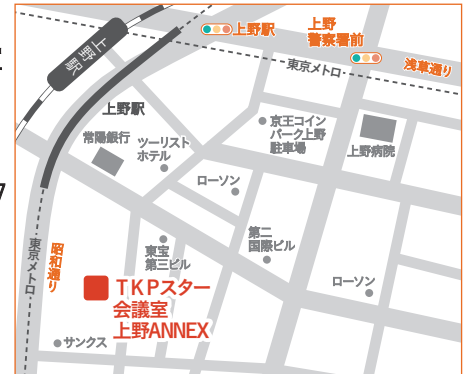 上野駅
上野駅
上野
警察署前
浅草通り
東京メトロ
上野駅
常陽銀行
ツーリスト
ホテル
京王コイン
パーク上野
駐車場
上野病院
ローソン
第二
国際ビル
東宝
第三ビル
ローソン
昭和通り
東京メトロ
TKPスター
会議室
上野ANNEX
サンクス